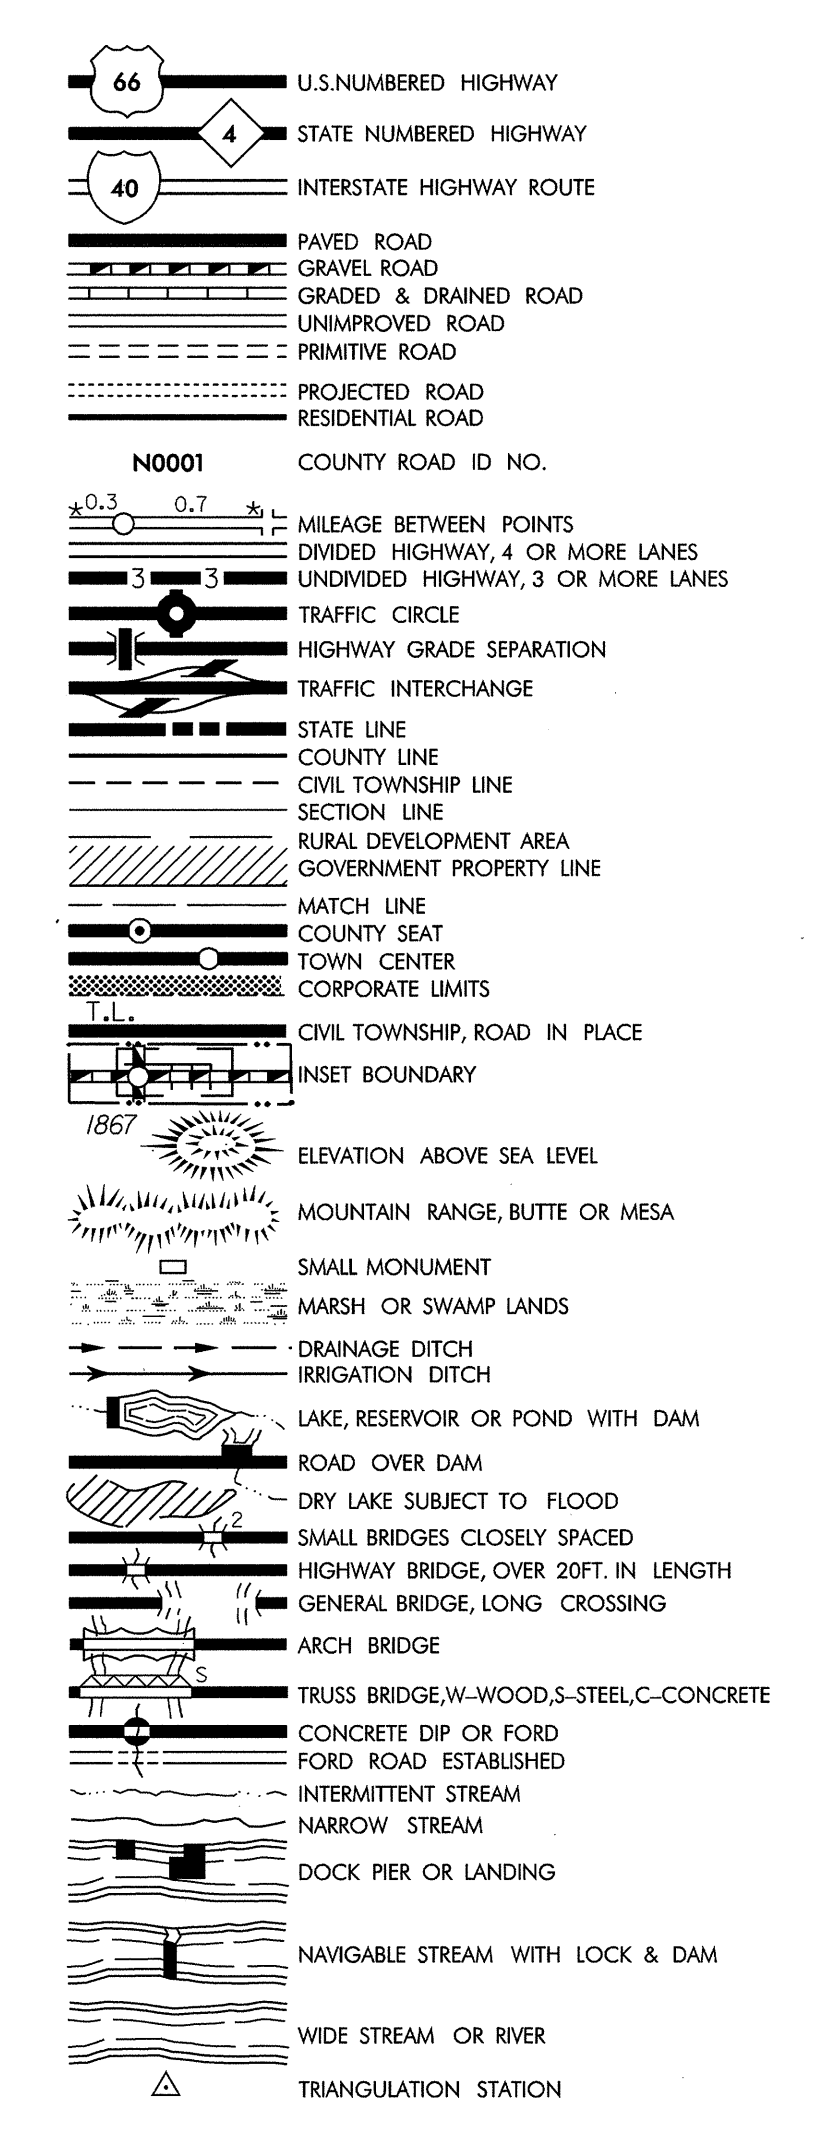 66 U.S.NUMBERED HIGHWAY
4 STATE NUMBERED HIGHWAY
40 INTERSTATE HIGHWAY ROUTE
PAVED ROAD
GRAVEL ROAD
GRADED & DRAINED ROAD
UNIMPROVED ROAD
PRIMITIVE ROAD
PROJECTED ROAD
RESIDENTIAL ROAD
N0001 COUNTY ROAD ID NO.
*0.3 0.7 *
MILEAGE BETWEEN POINTS
DIVIDED HIGHWAY, 4 OR MORE LANES
3 3 UNDIVIDED HIGHWAY, 3 OR MORE LANES
TRAFFIC CIRCLE
HIGHWAY GRADE SEPARATION
TRAFFIC INTERCHANGE
STATE LINE
COUNTY LINE
CIVIL TOWNSHIP LINE
SECTION LINE
RURAL DEVELOPMENT AREA
GOVERNMENT PROPERTY LINE
MATCH LINE
COUNTY SEAT
TOWN CENTER
CORPORATE LIMITS
T.L.
CIVIL TOWNSHIP, ROAD IN PLACE
INSET BOUNDARY
1867
ELEVATION ABOVE SEA LEVEL
MOUNTAIN RANGE, BUTTE OR MESA
SMALL MONUMENT
MARSH OR SWAMP LANDS
DRAINAGE DITCH
IRRIGATION DITCH
LAKE, RESERVOIR OR POND WITH DAM
ROAD OVER DAM
DRY LAKE SUBJECT TO FLOOD
2
SMALL BRIDGES CLOSELY SPACED
HIGHWAY BRIDGE, OVER 20FT. IN LENGTH
GENERAL BRIDGE, LONG CROSSING
ARCH BRIDGE
S
TRUSS BRIDGE,W–WOOD,S–STEEL,C–CONCRETE
CONCRETE DIP OR FORD
FORD ROAD ESTABLISHED
INTERMITTENT STREAM
NARROW STREAM
DOCK PIER OR LANDING
NAVIGABLE STREAM WITH LOCK & DAM
WIDE STREAM OR RIVER
TRIANGULATION STATION